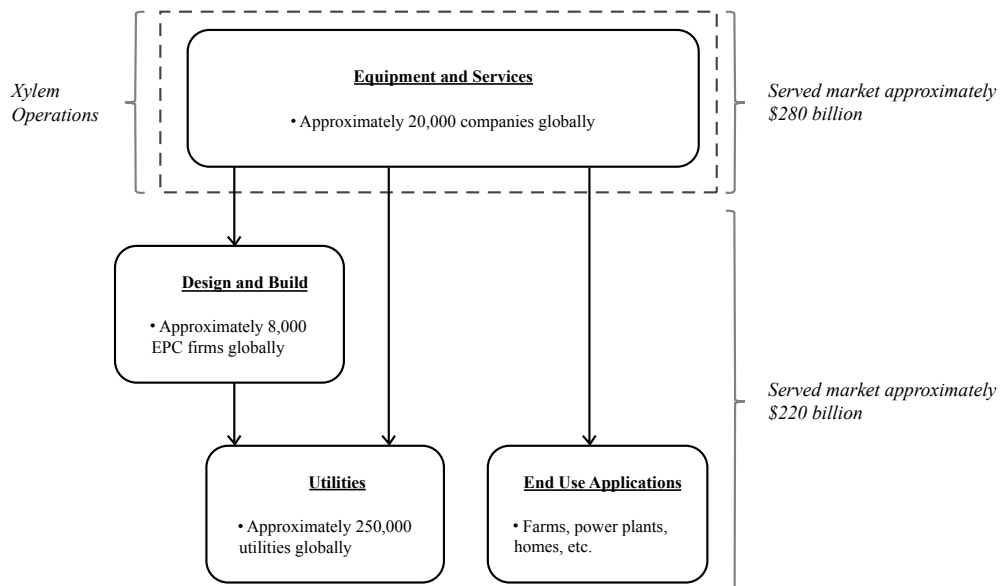 Xylem
Operations
Equipment and Services
• Approximately 20,000 companies globally
Served market approximately
$280 billion
Design and Build
• Approximately 8,000
EPC firms globally
Served market approximately
$220 billion
Utilities
• Approximately 250,000
utilities globally
End Use Applications
• Farms, power plants,
homes, etc.